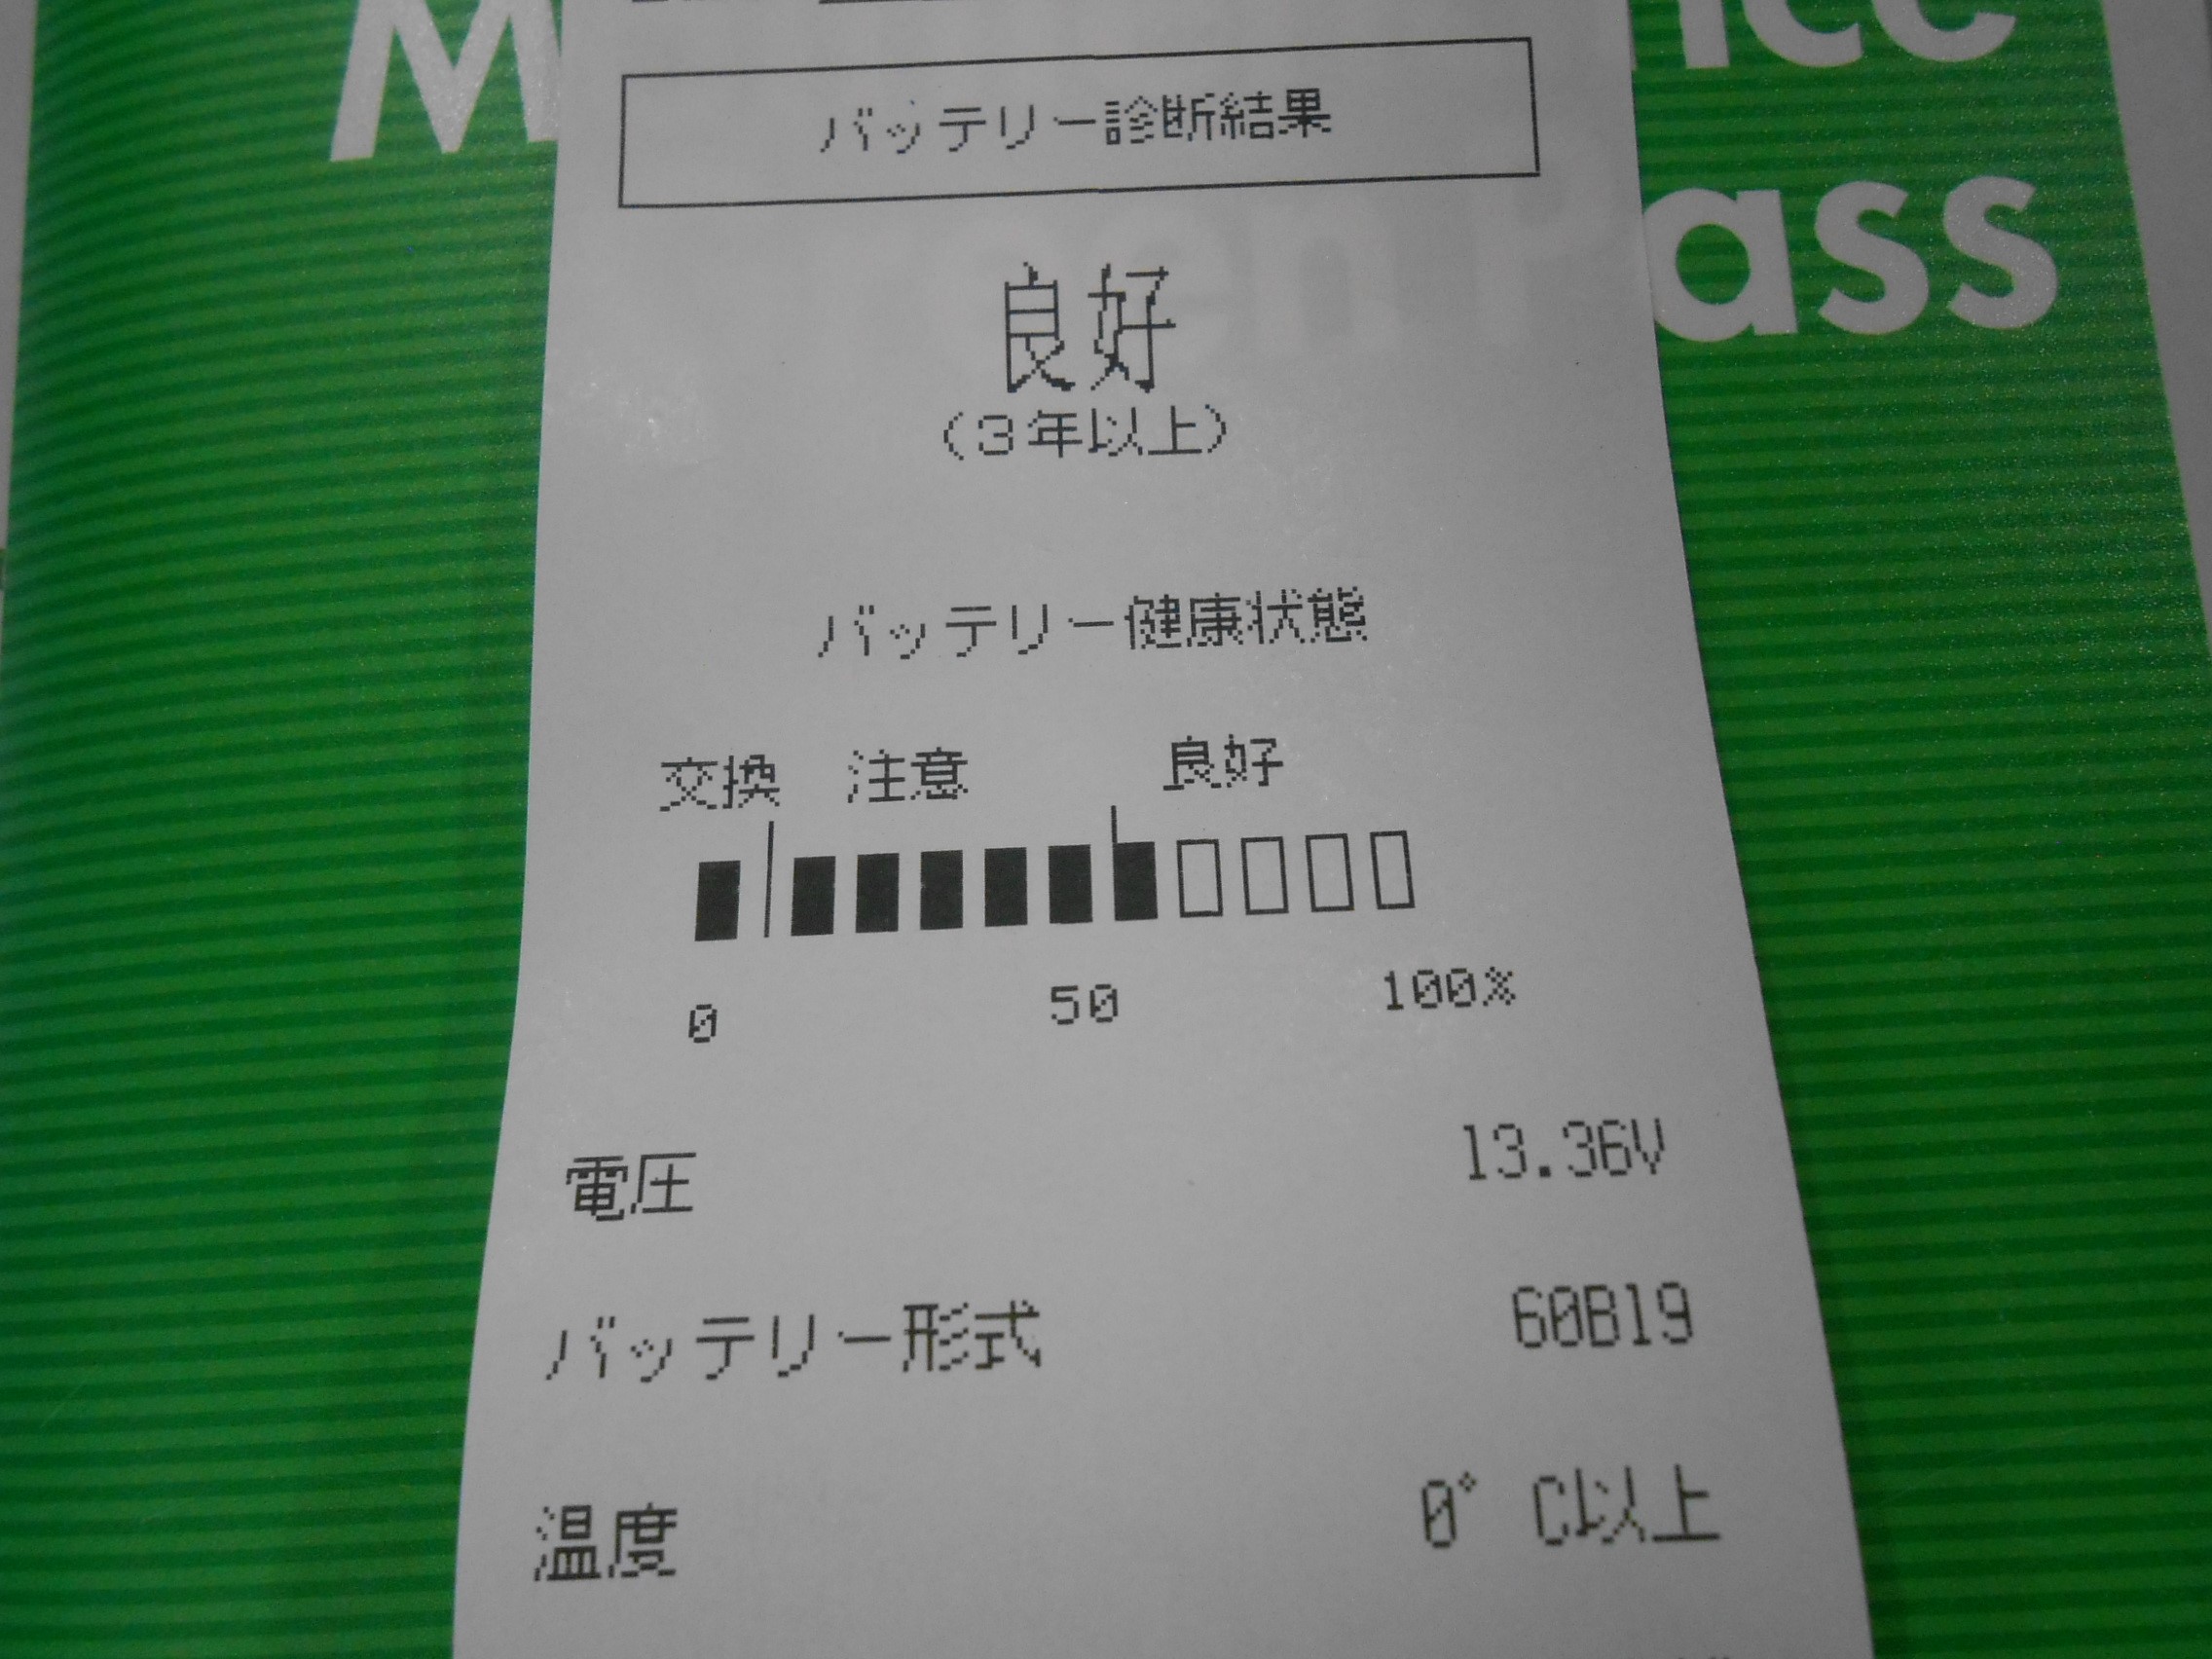 バッテリー診断結果
良好
(3年以上)
バッテリー健康状態
交換 注意 良好
0 50 100%
電圧 13.36V
バッテリー形式 60B19
温度 0°C以上
M
ass